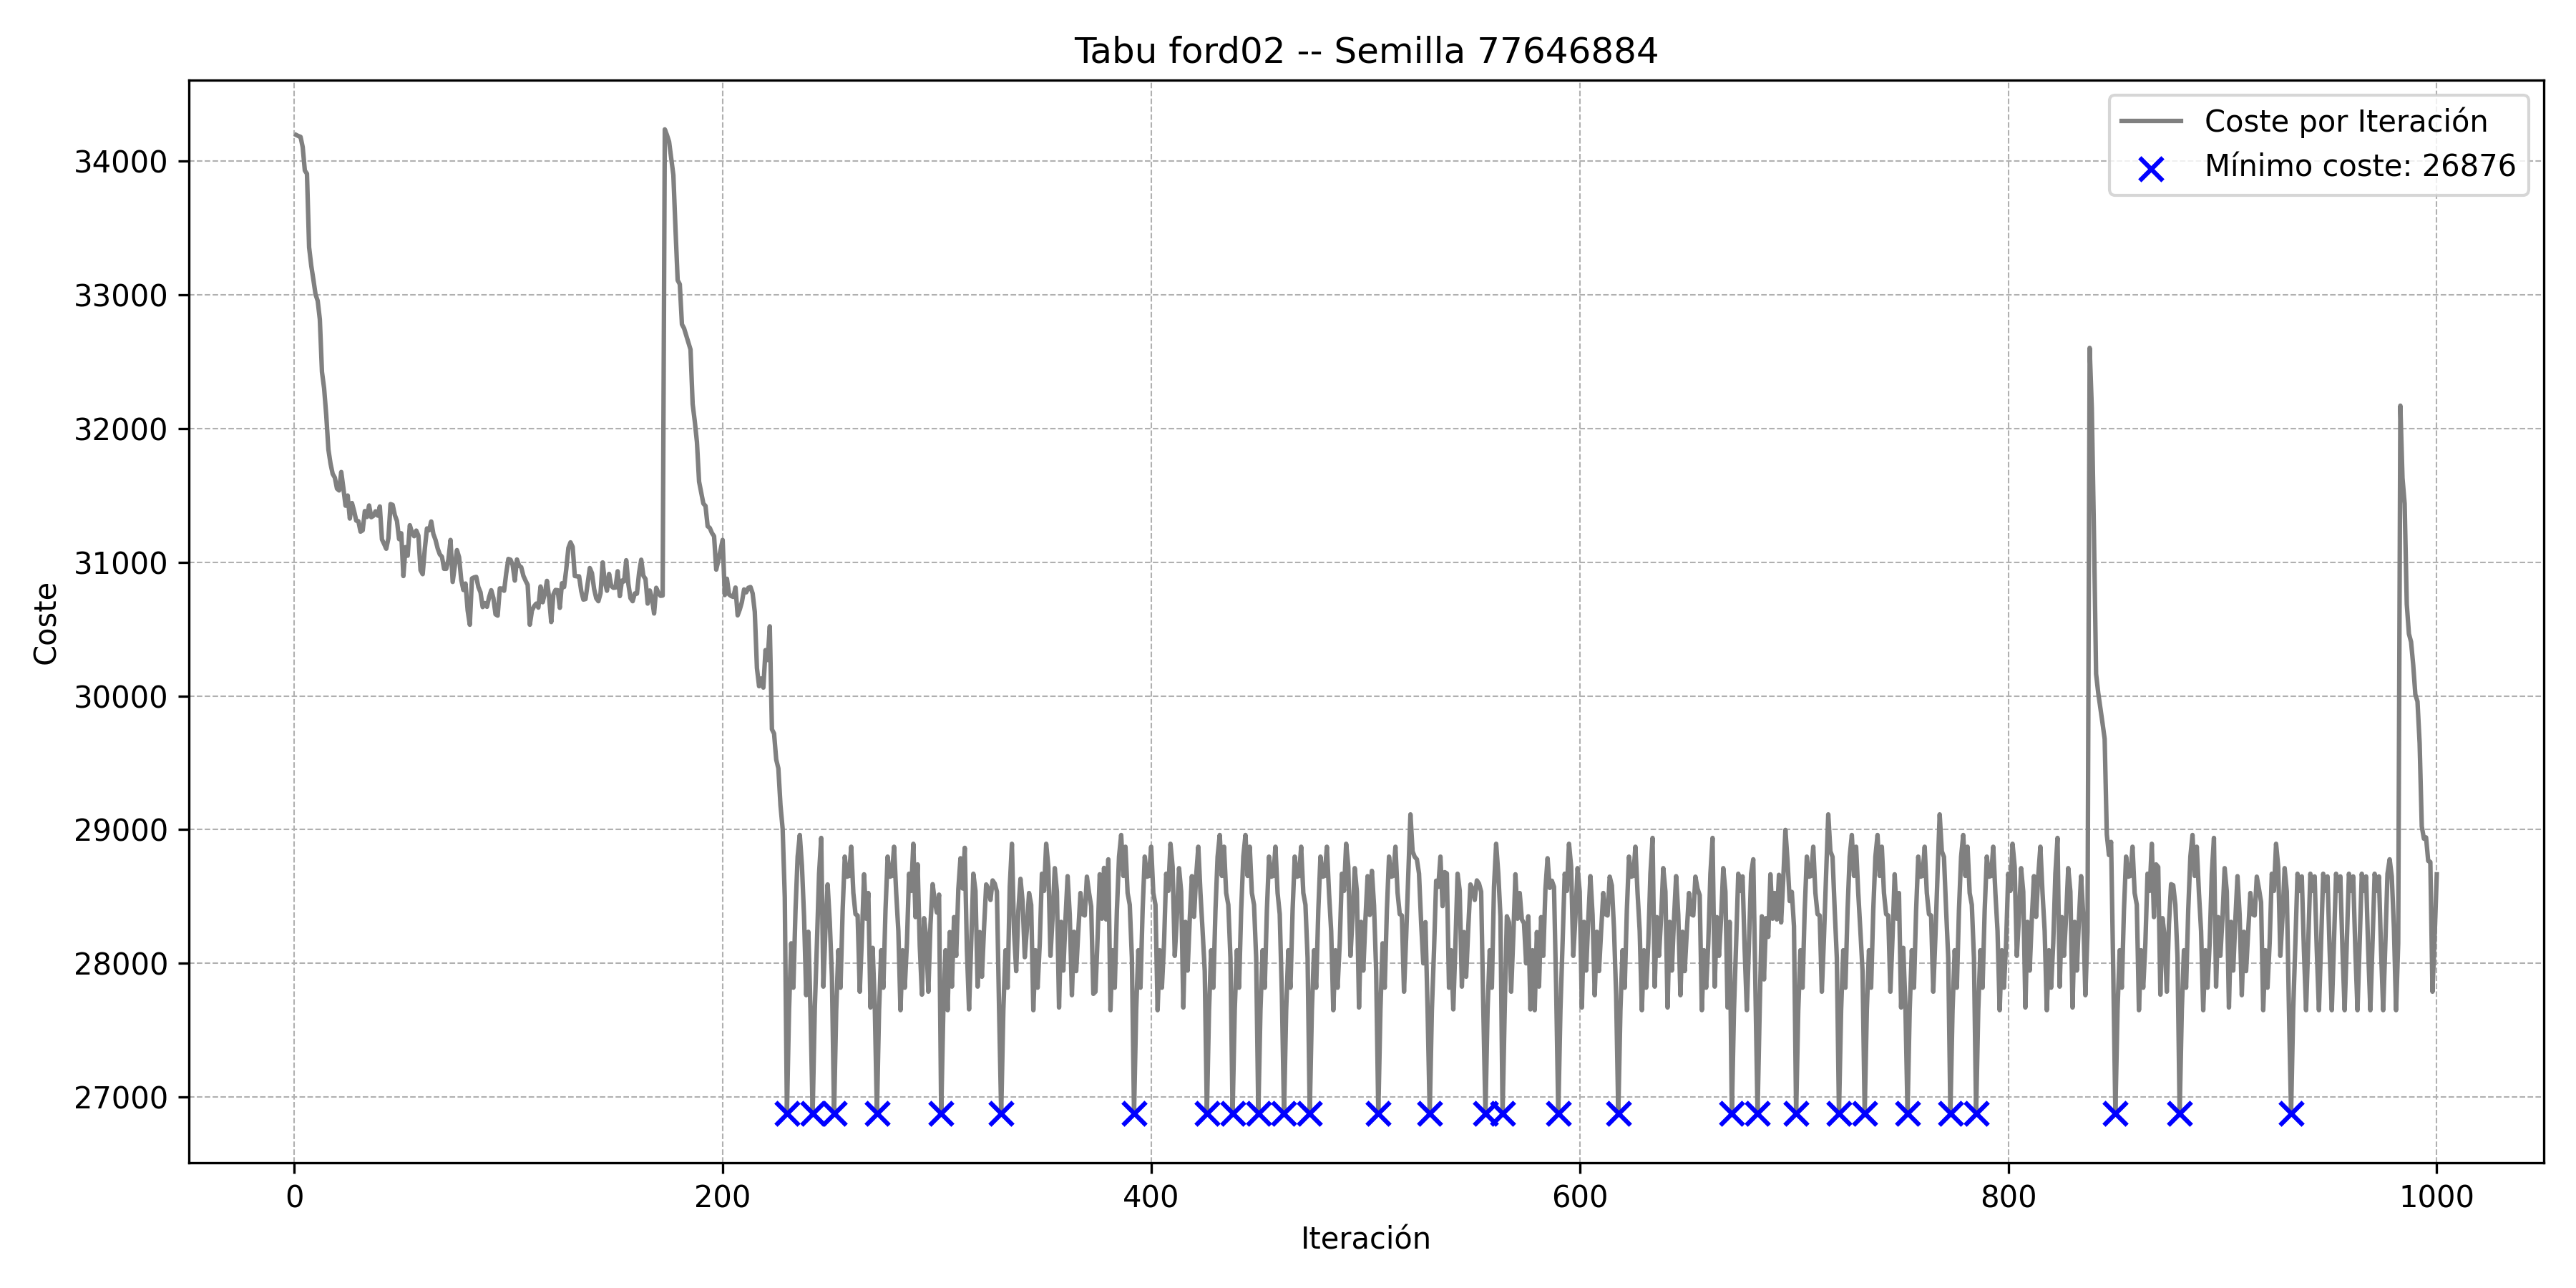 Tabu ford02 -- Semilla 77646884
Coste por Iteración
Mínimo coste: 26876
34000
33000
32000
31000
30000
29000
28000
27000
Coste
0
200
400
600
800
1000
Iteración